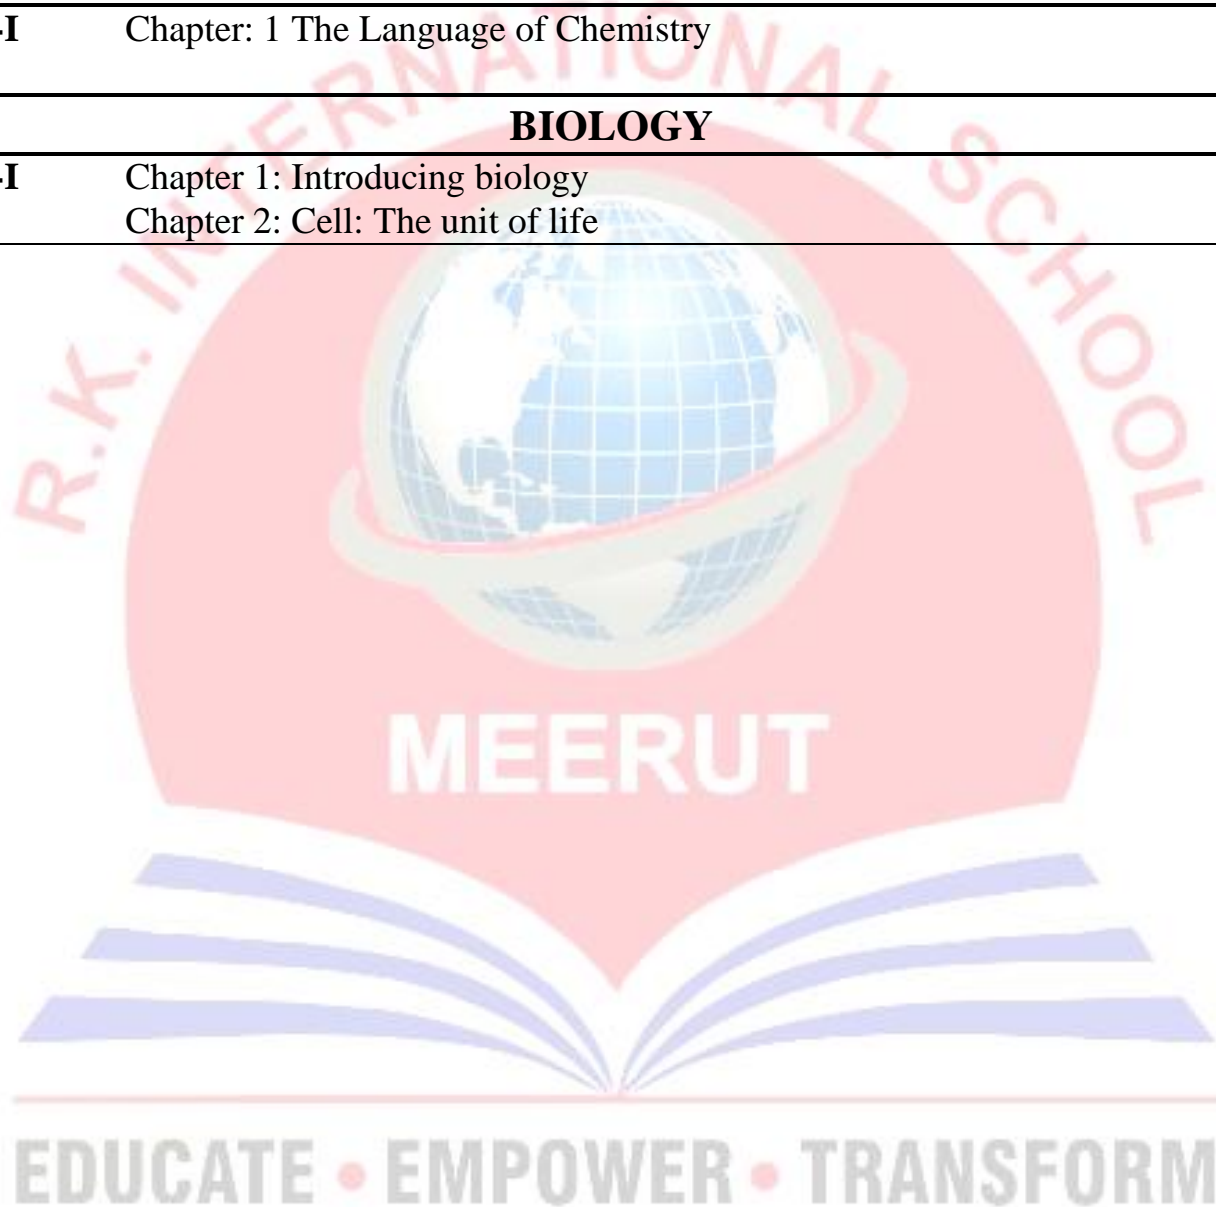 -I Chapter: 1 The Language of Chemistry
BIOLOGY
-I Chapter 1: Introducing biology
Chapter 2: Cell: The unit of life
R.K. INTERNATIONAL SCHOOL
MEERUT
EDUCATE • EMPOWER • TRANSFORM